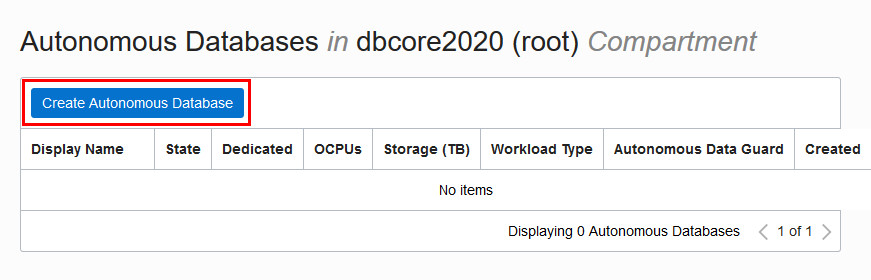 Autonomous Databases in dbcore2020 (root) Compartment
Create Autonomous Database
Display Name State Dedicated OCPUs Storage (TB) Workload Type Autonomous Data Guard Created
No items
Displaying 0 Autonomous Databases < 1 of 1 >